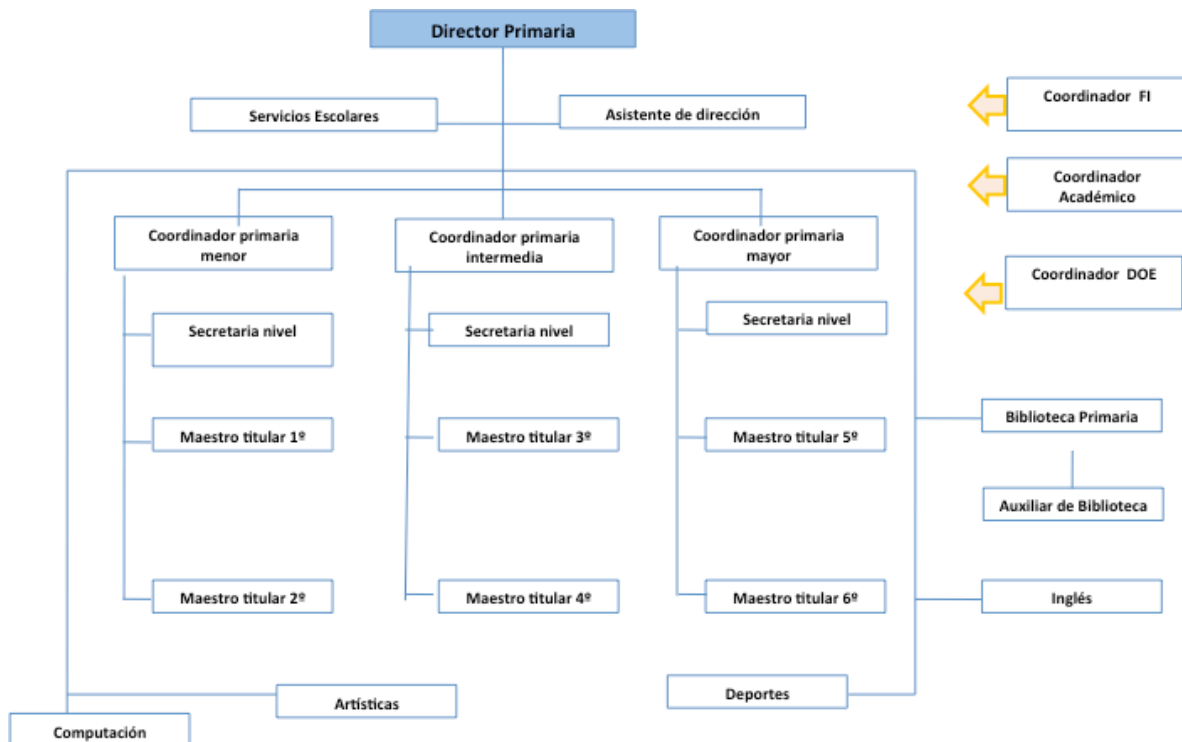 Director Primaria
Servicios Escolares
Asistente de dirección
Coordinador FI
Coordinador
Académico
Coordinador DOE
Coordinador primaria
menor
Coordinador primaria
intermedia
Coordinador primaria
mayor
Secretaria nivel
Secretaria nivel
Secretaria nivel
Maestro titular 1º
Maestro titular 3º
Maestro titular 5º
Biblioteca Primaria
Auxiliar de Biblioteca
Maestro titular 2º
Maestro titular 4º
Maestro titular 6º
Inglés
Artísticas
Deportes
Computación